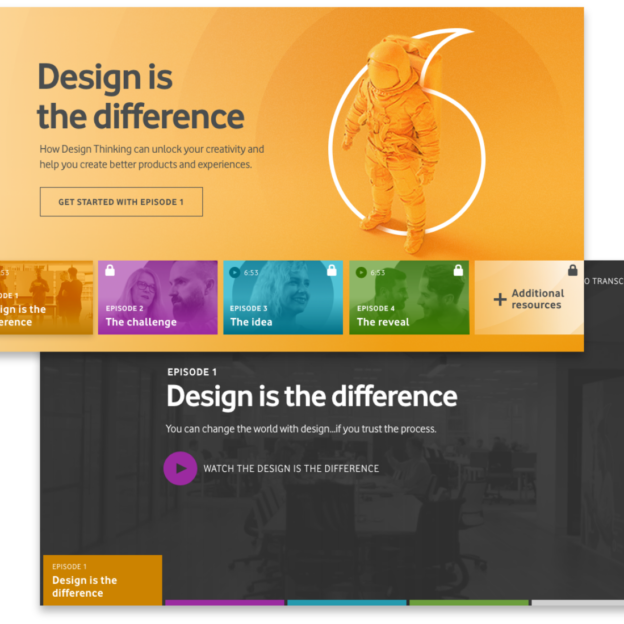 Design is
the difference
How Design Thinking can unlock your creativity and
help you create better products and experiences.
GET STARTED WITH EPISODE 1
:53
ODE 1
ign is the
erence
EPISODE 2
The challenge
6:53
EPISODE 3
The idea
6:53
EPISODE 4
The reveal
+ Additional
resources
O TRANSC
EPISODE 1
Design is the difference
You can change the world with design...if you trust the process.
WATCH THE DESIGN IS THE DIFFERENCE
EPISODE 1
Design is the
difference